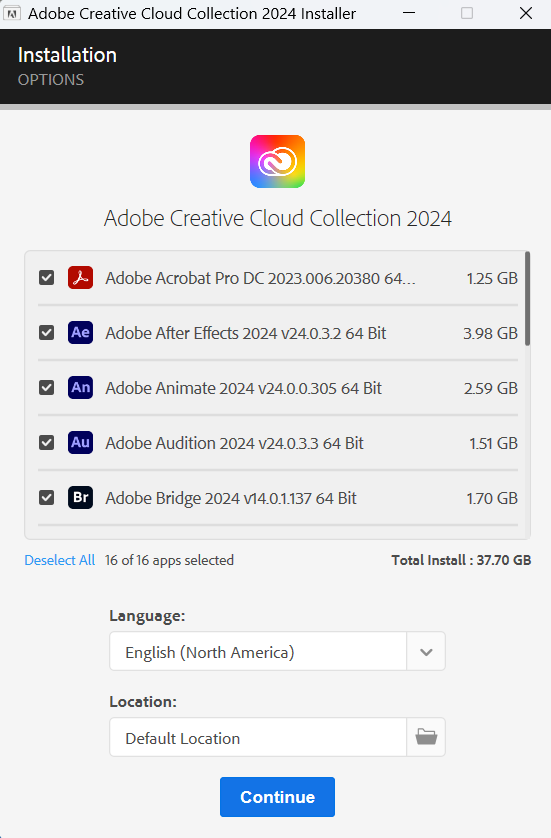 Adobe Creative Cloud Collection 2024 Installer
Installation
OPTIONS
Adobe Creative Cloud Collection 2024
Adobe Acrobat Pro DC 2023.006.20380 64... 1.25 GB
Ae Adobe After Effects 2024 v24.0.3.2 64 Bit 3.98 GB
An Adobe Animate 2024 v24.0.0.305 64 Bit 2.59 GB
Au Adobe Audition 2024 v24.0.3.3 64 Bit 1.51 GB
Br Adobe Bridge 2024 v14.0.1.137 64 Bit 1.70 GB
Deselect All 16 of 16 apps selected Total Install : 37.70 GB
Language:
English (North America)
Location:
Default Location
Continue